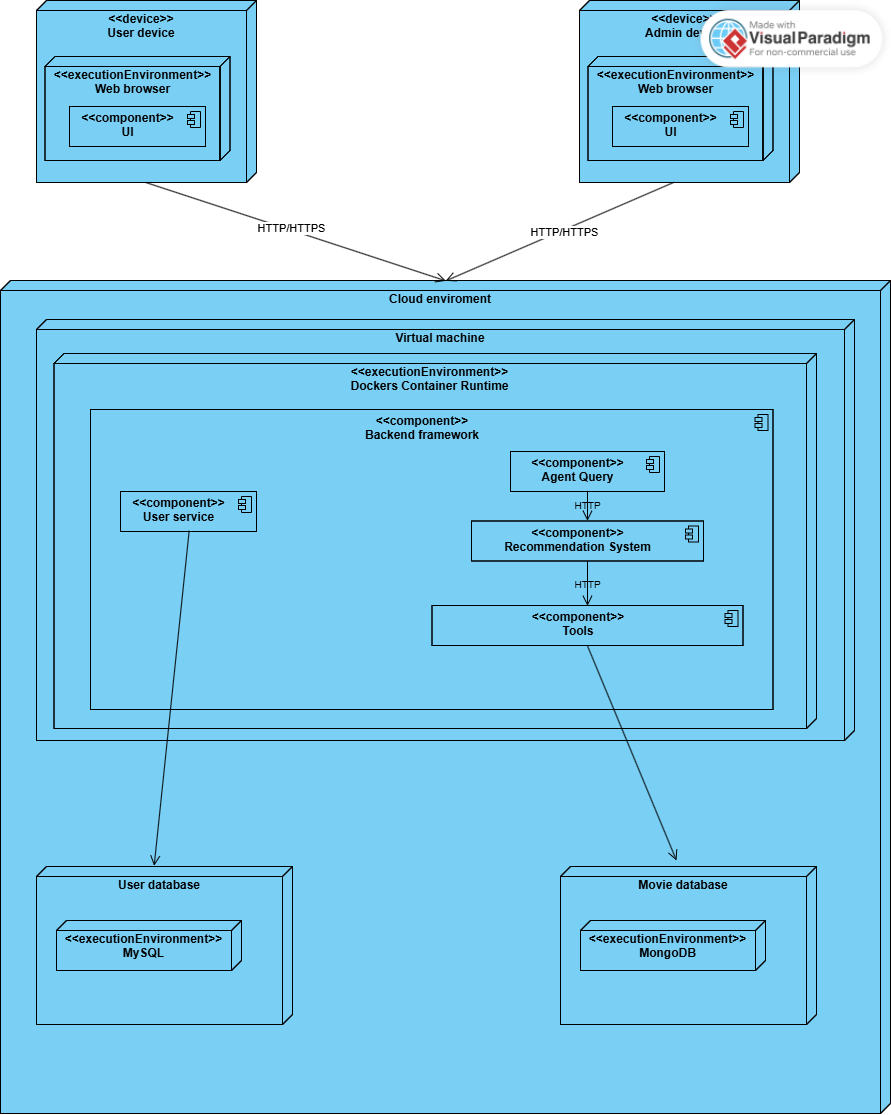 <<device>>
User device
<<executionEnvironment>>
Web browser
<<component>>
UI
<<device>>
Admin de
<<executionEnvironment>>
Web browser
<<component>>
UI
Made with
VisualParadigm
For non-commercial use
HTTP/HTTPS
HTTP/HTTPS
Cloud enviroment
Virtual machine
<<executionEnvironment>>
Dockers Container Runtime
<<component>>
Backend framework
<<component>>
Agent Query
<<component>>
User service
HTTP
<<component>>
Recommendation System
HTTP
<<component>>
Tools
User database
<<executionEnvironment>>
MySQL
Movie database
<<executionEnvironment>>
MongoDB